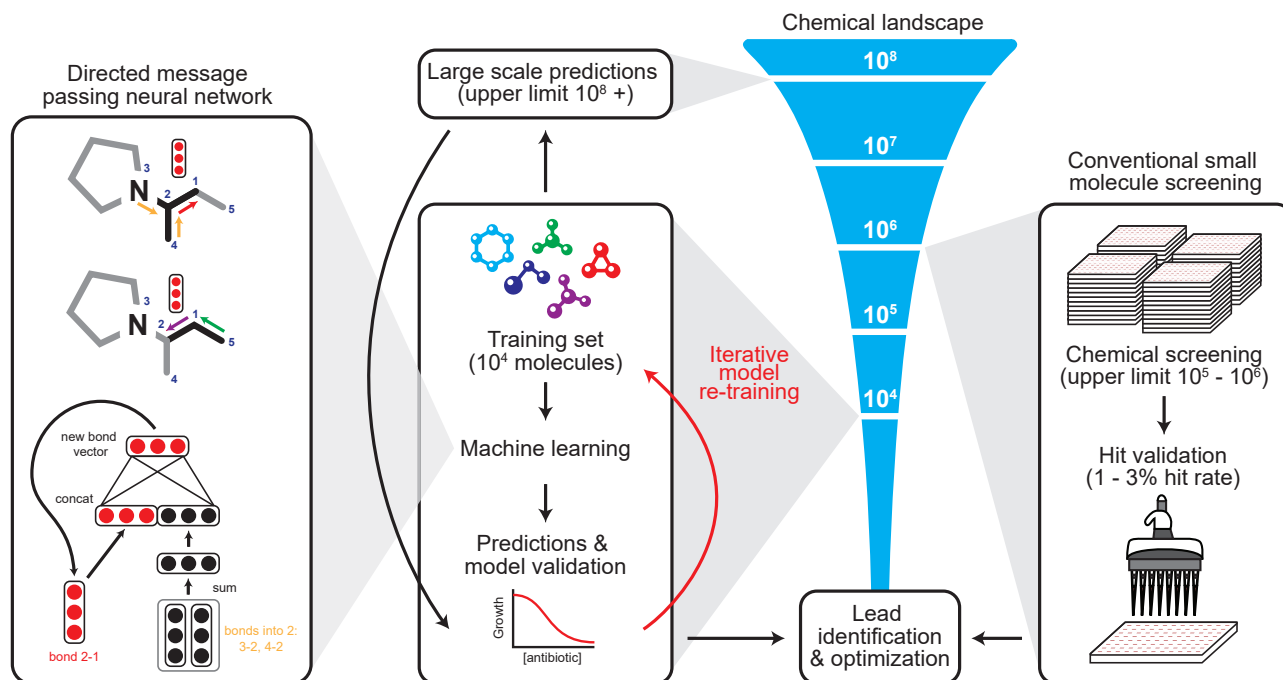 Directed message
passing neural network
3
N
2
1
5
4
3
N
2
1
5
4
new bond
vector
concat
sum
bonds into 2:
3-2, 4-2
bond 2-1
Large scale predictions
(upper limit 10⁸ +)
Training set
(10⁴ molecules)
Machine learning
Predictions &
model validation
Growth
[antibiotic]
Iterative
model
re-training
Chemical landscape
10⁸
10⁷
10⁶
10⁵
10⁴
Lead
identification
& optimization
Conventional small
molecule screening
Chemical screening
(upper limit 10⁵ - 10⁶)
Hit validation
(1 - 3% hit rate)